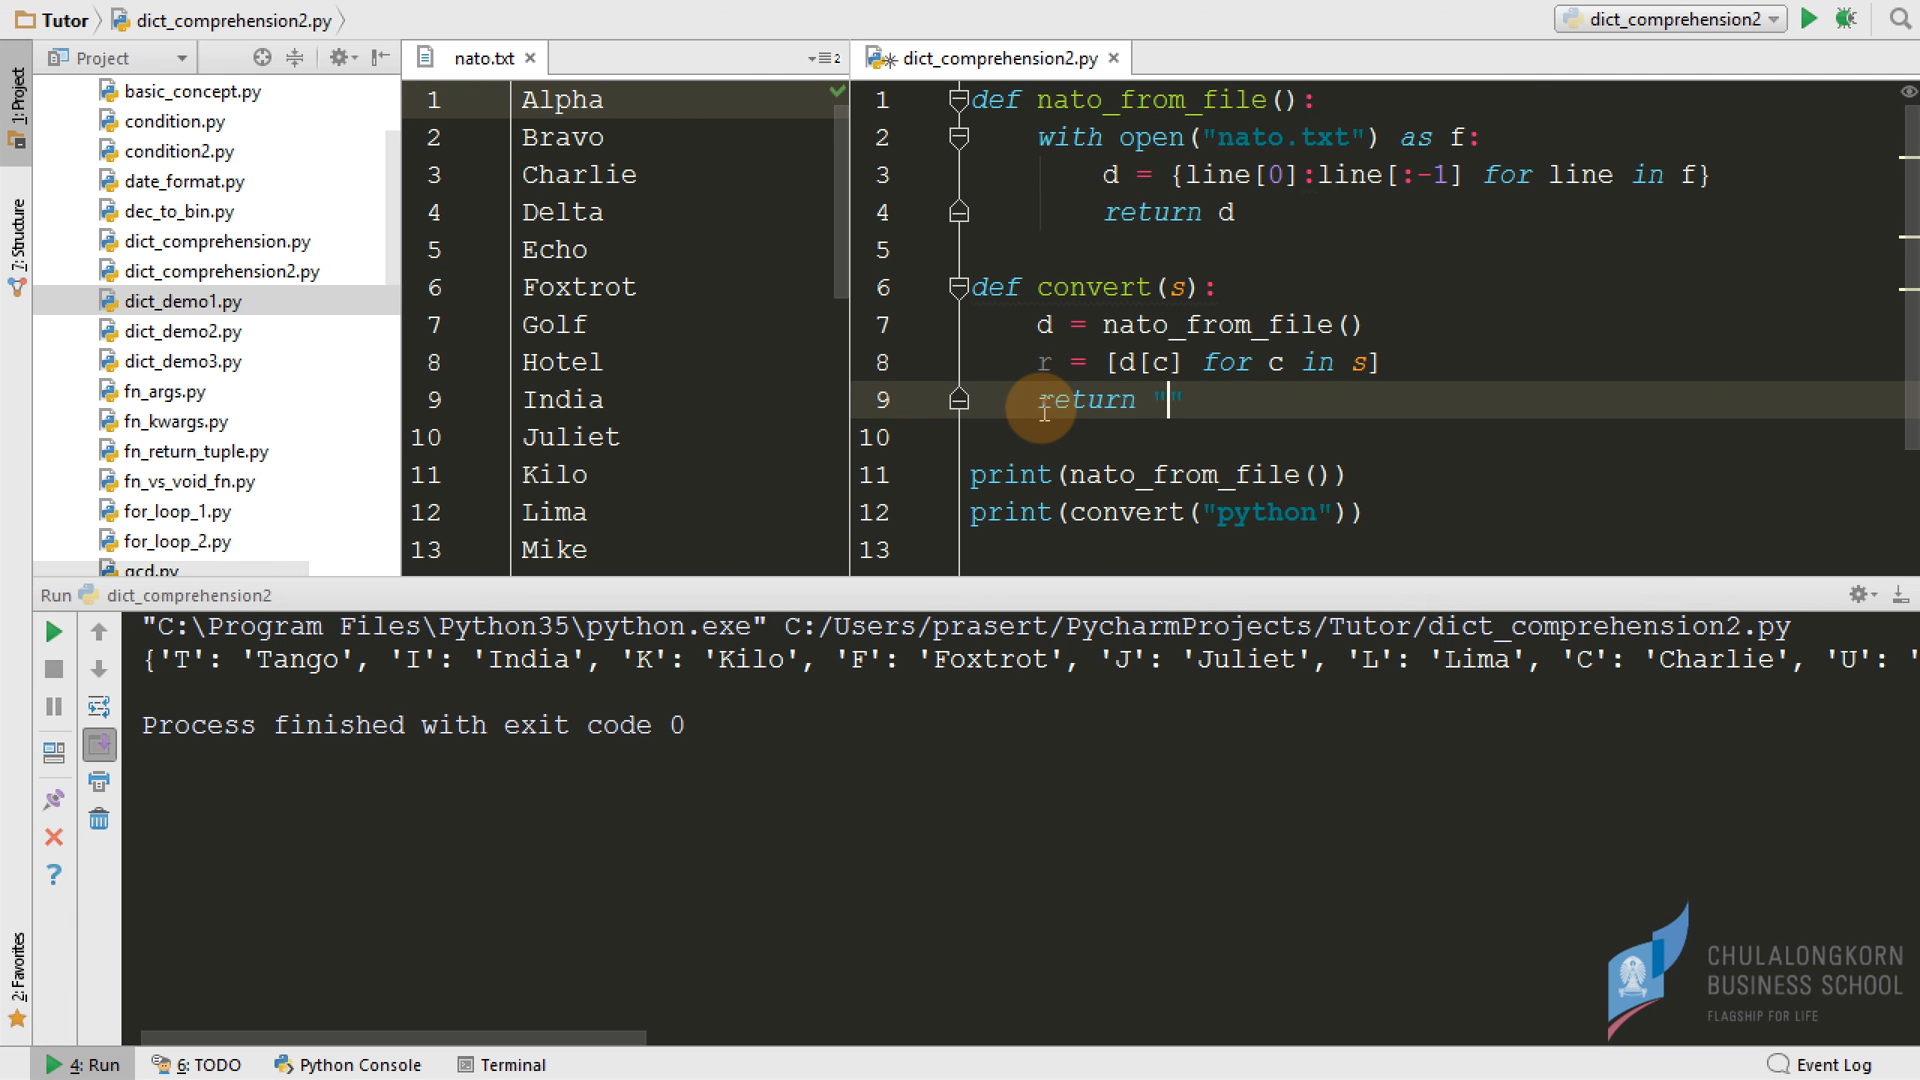 Tutor dict_comprehension2.py
dict_comprehension2
Project
nato.txt
2
dict_comprehension2.py
1: Project
7: Structure
2: Favorites
basic_concept.py
condition.py
condition2.py
date_format.py
dec_to_bin.py
dict_comprehension.py
dict_comprehension2.py
dict_demo1.py
dict_demo2.py
dict_demo3.py
fn_args.py
fn_kwargs.py
fn_return_tuple.py
fn_vs_void_fn.py
for_loop_1.py
for_loop_2.py
gcd.py
1 Alpha
2 Bravo
3 Charlie
4 Delta
5 Echo
6 Foxtrot
7 Golf
8 Hotel
9 India
10 Juliet
11 Kilo
12 Lima
13 Mike
1 def nato_from_file():
2 with open("nato.txt") as f:
3 d = {line[0]:line[:-1] for line in f}
4 return d
5
6 def convert(s):
7 d = nato_from_file()
8 r = [d[c] for c in s]
9 return ""
10
11 print(nato_from_file())
12 print(convert("python"))
13
Run dict_comprehension2
"C:\Program Files\Python35\python.exe" C:/Users/prasert/PycharmProjects/Tutor/dict_comprehension2.py
{'T': 'Tango', 'I': 'India', 'K': 'Kilo', 'F': 'Foxtrot', 'J': 'Juliet', 'L': 'Lima', 'C': 'Charlie', 'U': '
Process finished with exit code 0
CHULALONGKORN
BUSINESS SCHOOL
FLAGSHIP FOR LIFE
4: Run
6: TODO
Python Console
Terminal
Event Log